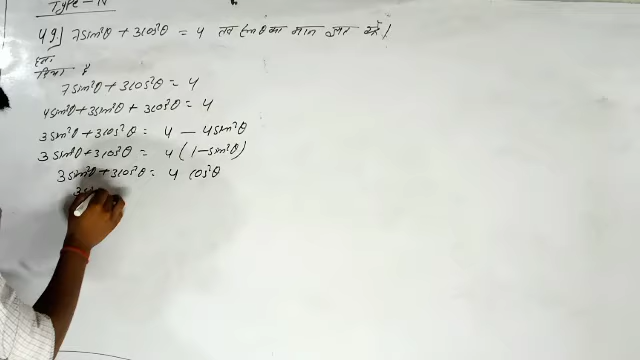 Type - N
49.) 7sin²θ + 3cos²θ = 4 तब tanθ का मान ज्ञात करें।
हल:
दिया है
7sin²θ + 3cos²θ = 4
4sin²θ + 3sin²θ + 3cos²θ = 4
3sin²θ + 3cos²θ = 4 - 4sin²θ
3sin²θ + 3cos²θ = 4 (1 - sin²θ)
3sin²θ + 3cos²θ = 4 cos²θ